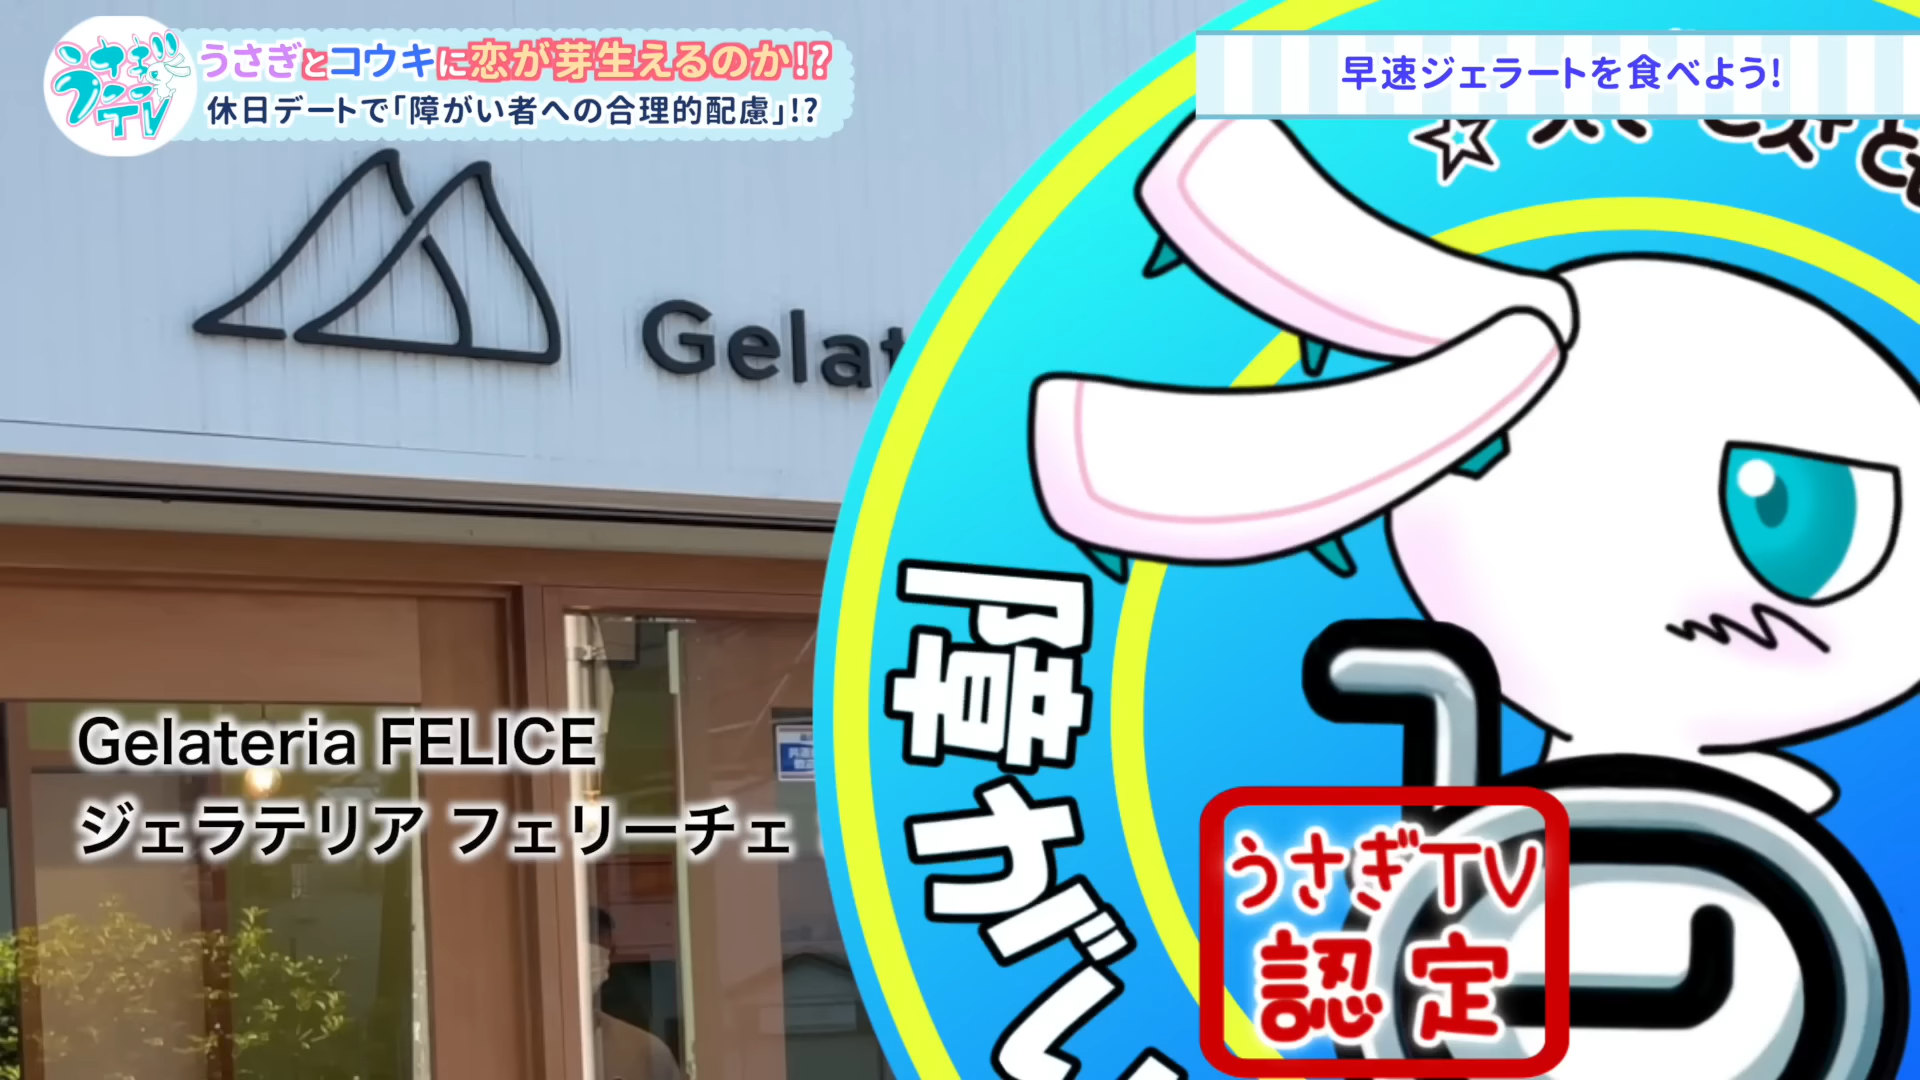 うさぎTV
うさぎとコウキに恋が芽生えるのか!?
休日デートで「障がい者への合理的配慮」!?
早速ジェラートを食べよう!
Gelat
Gelateria FELICE
ジェラテリア フェリーチェ
障がい
うさぎTV
認定